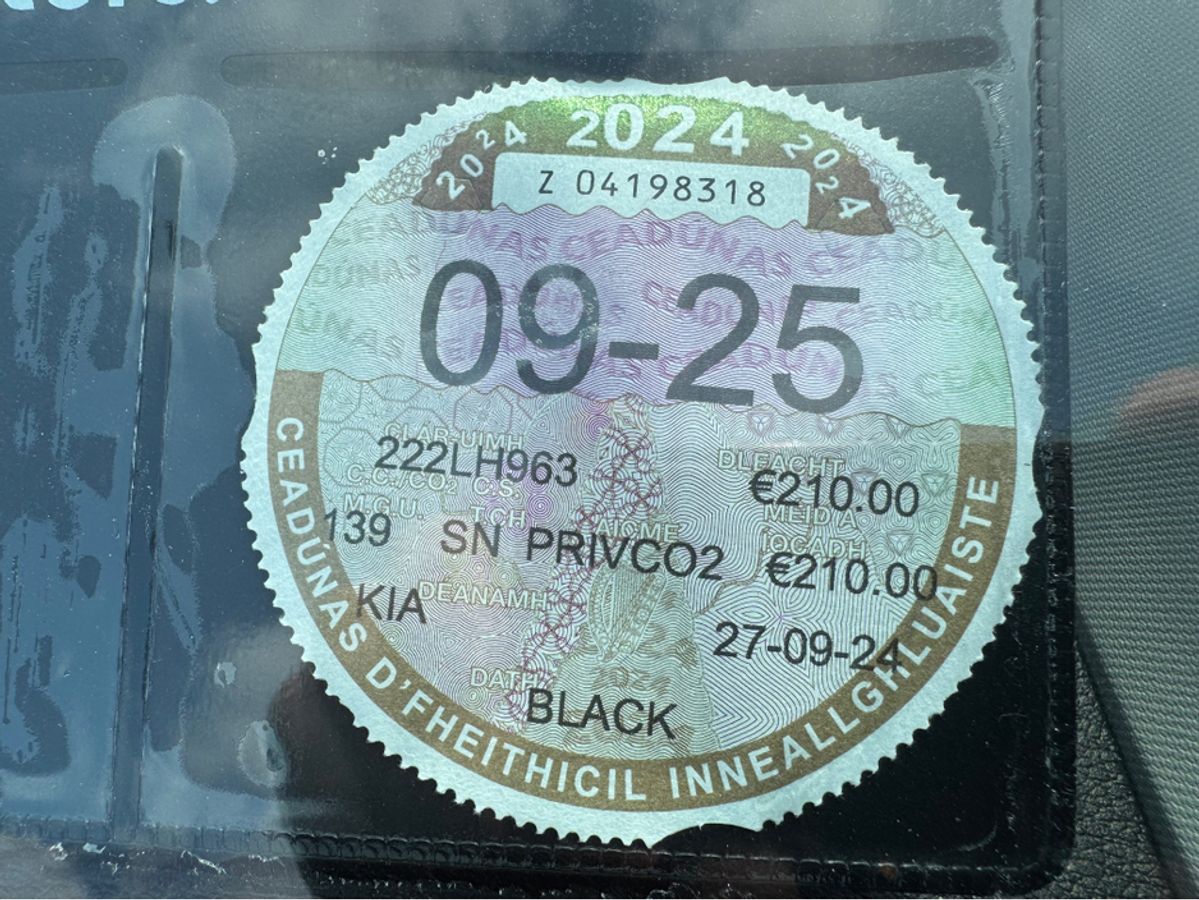 2024 2024 2024
Z 04198318
CEADÚNAS CEADÚNAS
09-25
CLÁR-UIMH
222LH963
DLEACHT
€210.00
C.C./CO2 C.S.
M.G.U. T.CH
139
AICME
SN PRIVCO2
MÉID A ÍOCADH
€210.00
DÉANAMH
KIA
27-09-24
DATH
BLACK
CEADÚNAS D'FHEITHICIL INNEALLGHLUAISTE